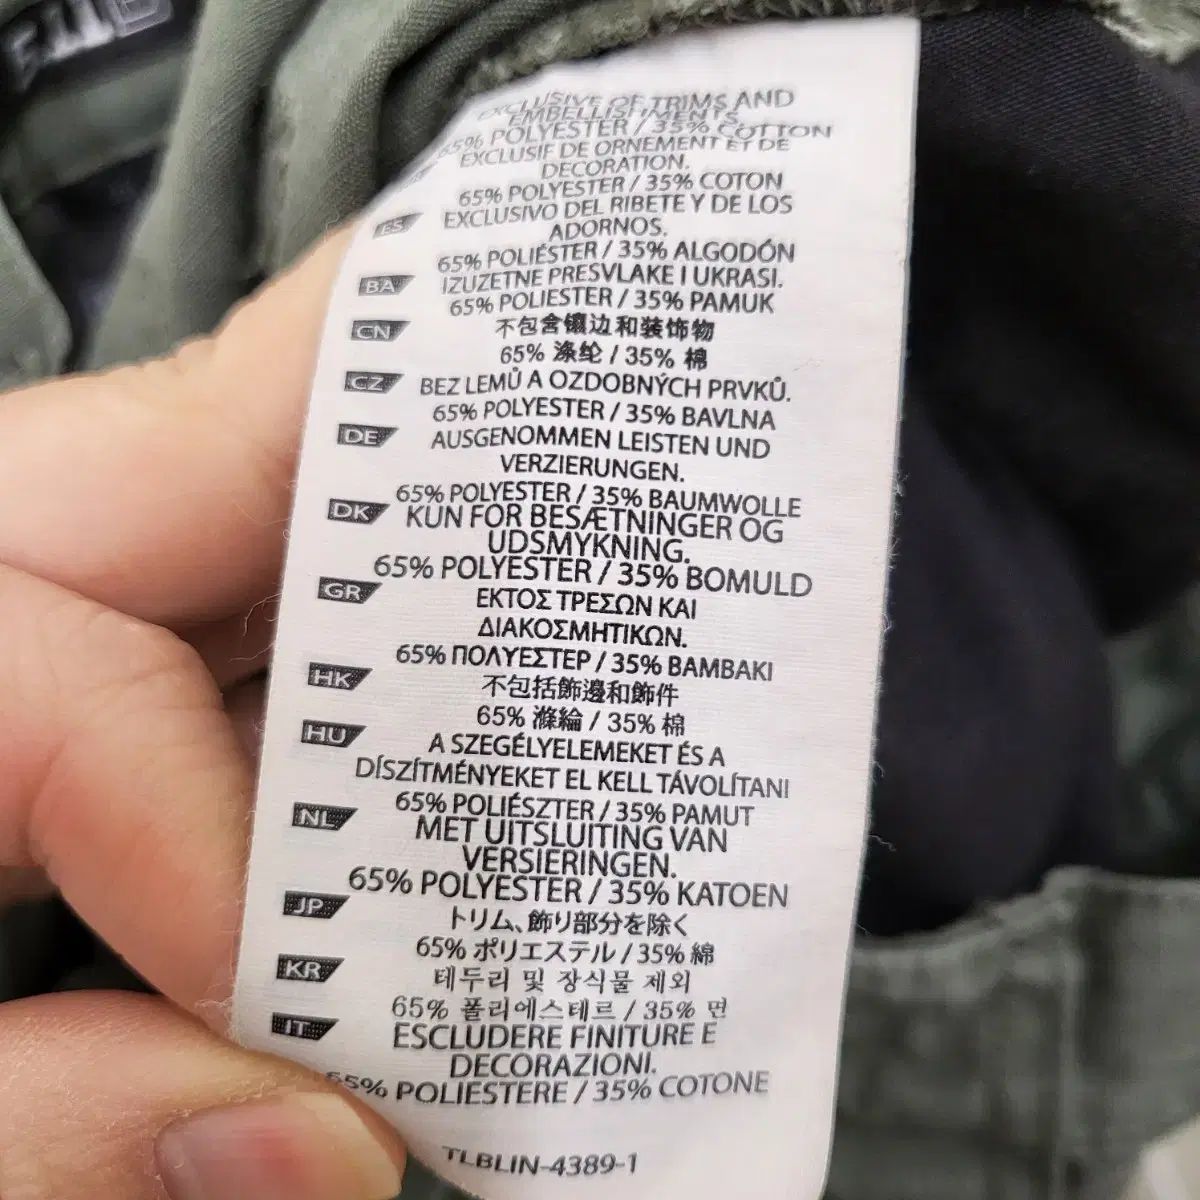 EXCLUSIVE OF TRIMS AND
EMBELLISHMENTS.
65% POLYESTER / 35% COTTON
EXCLUSIF DE ORNEMENT ET DE
DECORATION.
65% POLYESTER / 35% COTON
ES EXCLUSIVO DEL RIBETE Y DE LOS
ADORNOS.
65% POLIÉSTER / 35% ALGODÓN
BA IZUZETNE PRESVLAKE I UKRASI.
65% POLIESTER / 35% PAMUK
CN 不包含镶边和装饰物
65% 涤纶 / 35% 棉
CZ BEZ LEMŮ A OZDOBNÝCH PRVKŮ.
65% POLYESTER / 35% BAVLNA
DE AUSGENOMMEN LEISTEN UND
VERZIERUNGEN.
65% POLYESTER / 35% BAUMWOLLE
DK KUN FOR BESÆTNINGER OG
UDSMYKNING.
65% POLYESTER / 35% BOMULD
GR ΕΚΤΟΣ ΤΡΕΣΩΝ ΚΑΙ
ΔΙΑΚΟΣΜΗΤΙΚΩΝ.
65% ΠΟΛΥΕΣΤΕΡ / 35% ΒΑΜΒΑΚΙ
HK 不包括飾邊和飾件
65% 滌綸 / 35% 棉
HU A SZEGÉLYELEMEKET ÉS A
DÍSZÍTMÉNYEKET EL KELL TÁVOLÍTANI
65% POLIÉSZTER / 35% PAMUT
NL MET UITSLUITING VAN
VERSIERINGEN.
65% POLYESTER / 35% KATOEN
JP トリム、飾り部分を除く
65% ポリエステル / 35% 綿
KR 테두리 및 장식물 제외
65% 폴리에스테르 / 35% 면
IT ESCLUDERE FINITURE E
DECORAZIONI.
65% POLIESTERE / 35% COTONE
TLBLIN-4389-1